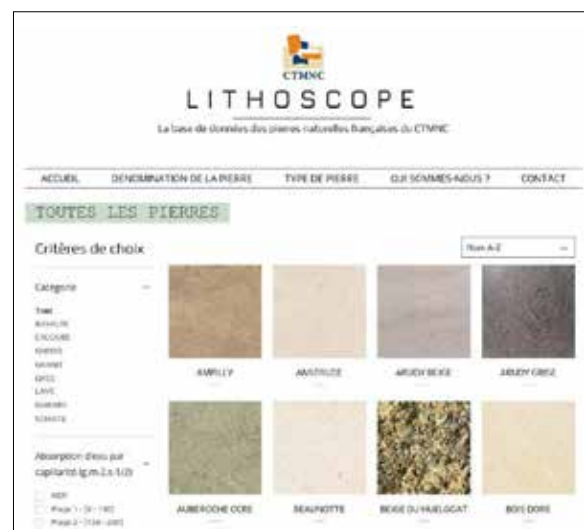 CTMNC
LITHOSCOPE
La base de données des pierres naturelles françaises du CTMNC
ACCUEIL DENOMINATION DE LA PIERRE TYPE DE PIERRE QUI SOMMES-NOUS ? CONTACT
TOUTES LES PIERRES
Critères de choix
Nom A-Z
Catégorie
Tout
BASALTE
CALCAIRE
GNEISS
GRANIT
GRES
LAVE
MARBRE
SCHISTE
AMPILLY
ARUDY BEIGE
ARUDY GRISE
Absorption d'eau par
capillarité (g.m-2.s-1/2)
AUBEROCHE OCRE
BEAUNOTTE
BEIGE DU HUELGOAT
BOIS DORE